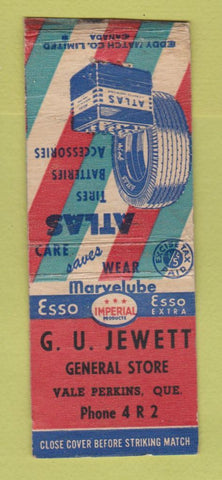 EDDY MATCH CO. LIMITED
CANADA
ATLAS
ATLAS
TIRES
BATTERIES
ACCESSORIES
CARE
saves
WEAR
Marvelube
EXCISE TAX
PAID
Esso
IMPERIAL
PRODUCTS
Esso
EXTRA
G. U. JEWETT
GENERAL STORE
VALE PERKINS, QUE.
Phone 4 R 2
CLOSE COVER BEFORE STRIKING MATCH